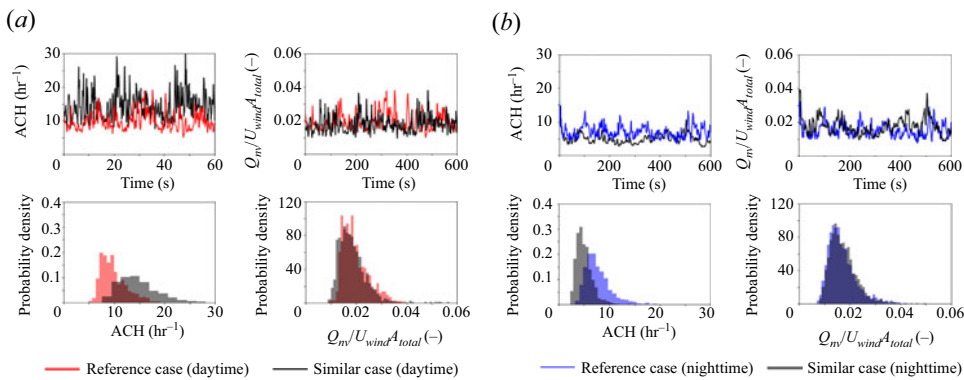 (a)
30
20
10
0
ACH (hr⁻¹)
20
40
60
Time (s)
0.06
0.04
0.02
0
Q_nv/U_wind A_total (–)
200
400
600
Time (s)
0.4
0.3
0.2
0.1
Probability density
0
10
20
30
ACH (hr⁻¹)
120
80
40
Probability density
0
0.02
0.04
0.06
Q_nv/U_wind A_total (–)
Reference case (daytime)
Similar case (daytime)
(b)
30
20
10
0
ACH (hr⁻¹)
200
400
600
Time (s)
0.06
0.04
0.02
0
Q_nv/U_wind A_total (–)
200
400
600
Time (s)
0.4
0.3
0.2
0.1
Probability density
0
10
30
ACH (hr⁻¹)
120
80
40
Probability density
0
0.02
0.04
0.06
Q_nv/U_wind A_total (–)
Reference case (nighttime)
Similar case (nighttime)